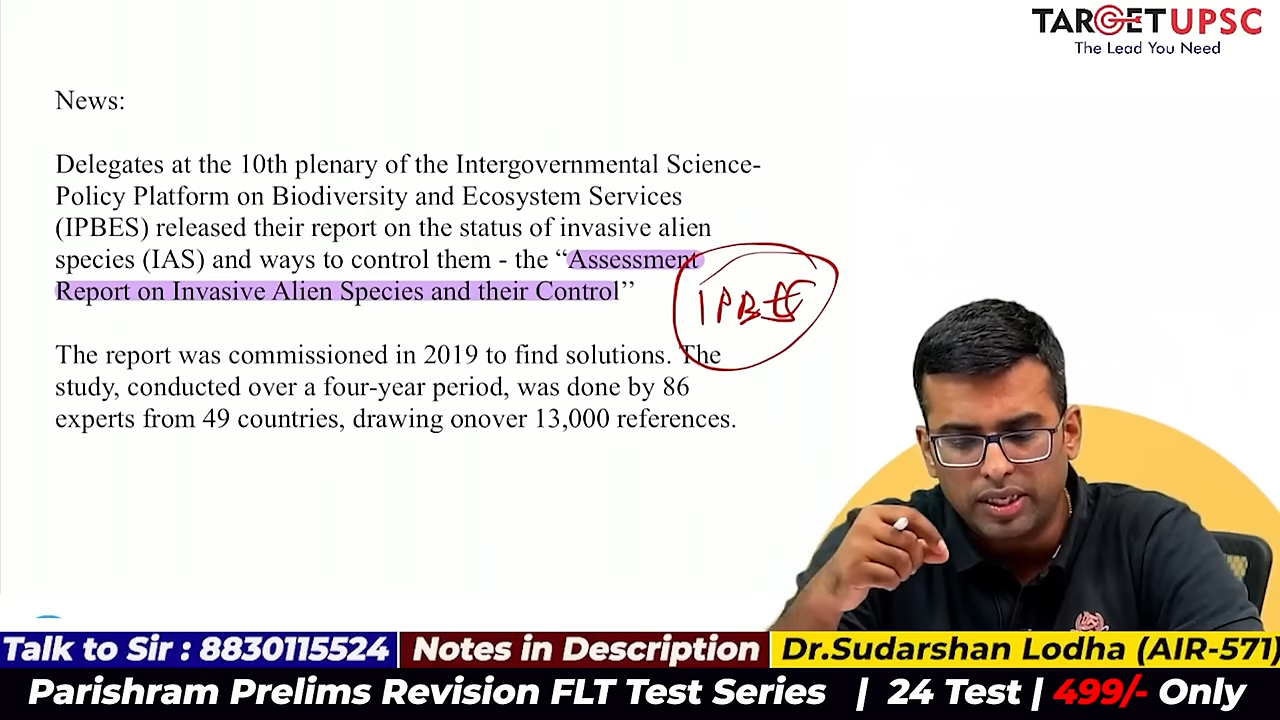 TARGETUPSC
The Lead You Need
News:
Delegates at the 10th plenary of the Intergovernmental Science-
Policy Platform on Biodiversity and Ecosystem Services
(IPBES) released their report on the status of invasive alien
species (IAS) and ways to control them - the “Assessment
Report on Invasive Alien Species and their Control’’
IPBES
The report was commissioned in 2019 to find solutions. The
study, conducted over a four-year period, was done by 86
experts from 49 countries, drawing onover 13,000 references.
Talk to Sir : 8830115524 Notes in Description Dr.Sudarshan Lodha (AIR-571)
Parishram Prelims Revision FLT Test Series | 24 Test | 499/- Only